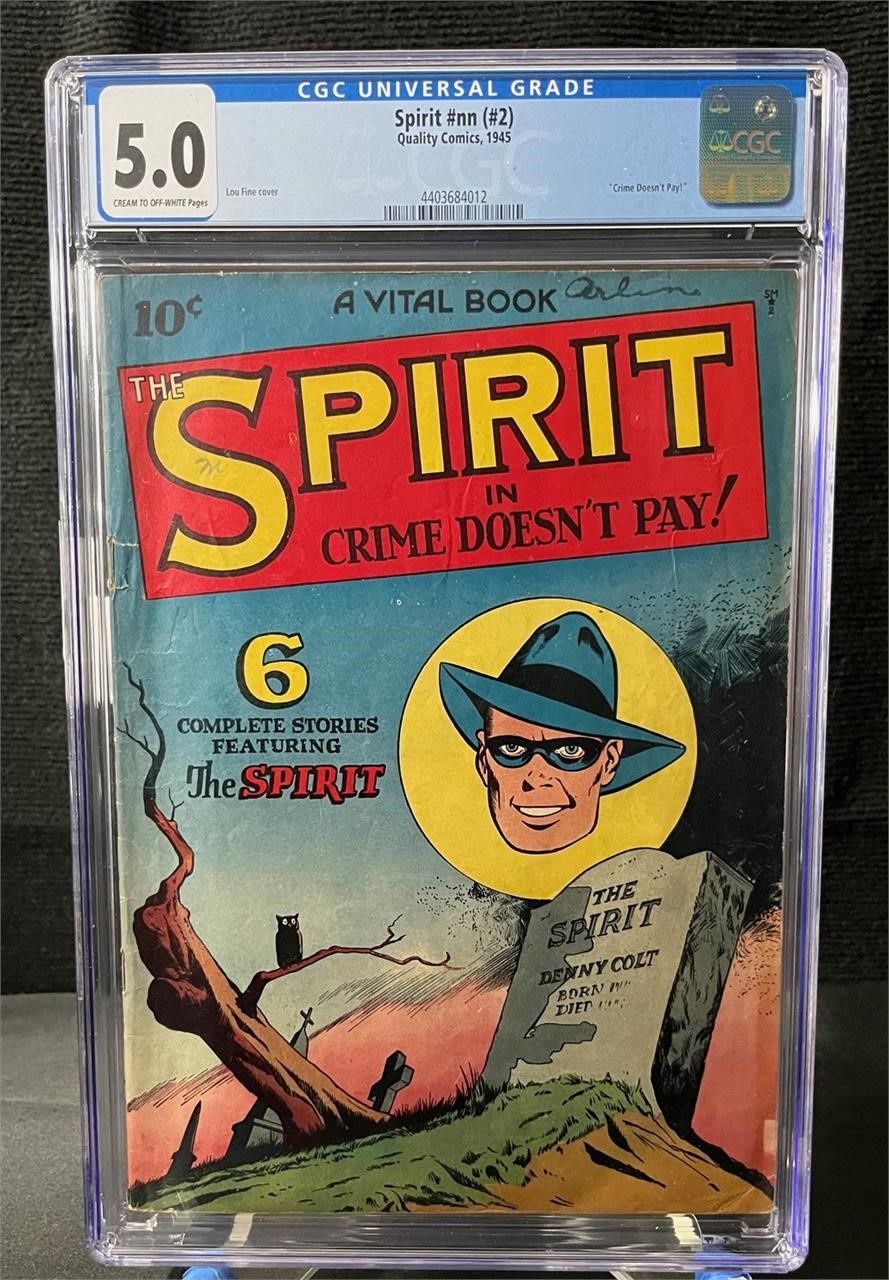 CGC UNIVERSAL GRADE
5.0
CREAM TO OFF-WHITE Pages
Spirit #nn (#2)
Quality Comics, 1945
Lou Fine cover
4403684012
"Crime Doesn't Pay!"
CGC
10¢
A VITAL BOOK
SM
THE SPIRIT
IN
CRIME DOESN'T PAY!
6
COMPLETE STORIES
FEATURING
The SPIRIT
THE
SPIRIT
DENNY COLT
BORN
DIED